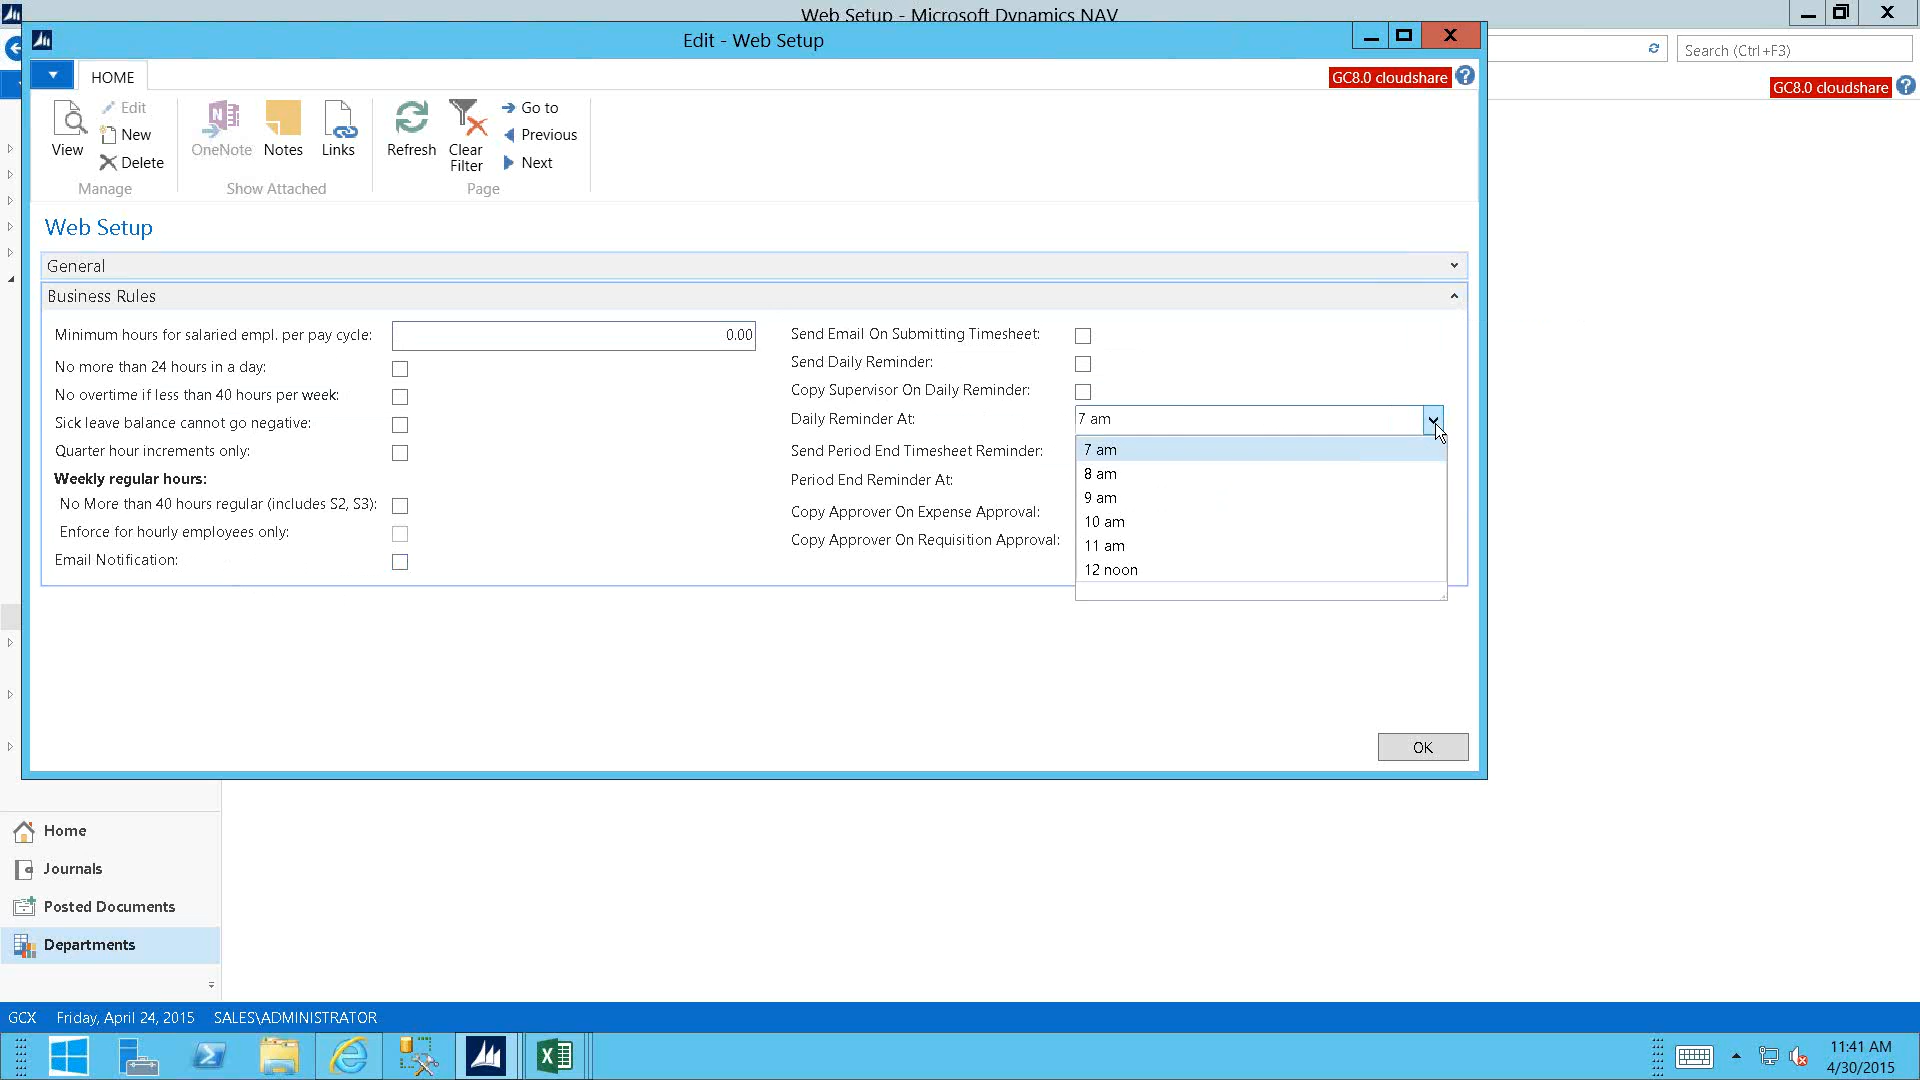 Web Setup - Microsoft Dynamics NAV
Edit - Web Setup
Search (Ctrl+F3)
HOME
GC8.0 cloudshare
GC8.0 cloudshare
View
Edit
New
Delete
Manage
OneNote
Notes
Links
Show Attached
Refresh
Clear
Filter
Go to
Previous
Next
Page
Web Setup
General
Business Rules
Minimum hours for salaried empl. per pay cycle: 0.00
No more than 24 hours in a day:
No overtime if less than 40 hours per week:
Sick leave balance cannot go negative:
Quarter hour increments only:
Weekly regular hours:
No More than 40 hours regular (includes S2, S3):
Enforce for hourly employees only:
Email Notification:
Send Email On Submitting Timesheet:
Send Daily Reminder:
Copy Supervisor On Daily Reminder:
Daily Reminder At: 7 am
Send Period End Timesheet Reminder:
Period End Reminder At:
Copy Approver On Expense Approval:
Copy Approver On Requisition Approval:
7 am
8 am
9 am
10 am
11 am
12 noon
OK
Home
Journals
Posted Documents
Departments
GCX Friday, April 24, 2015 SALES\ADMINISTRATOR
11:41 AM
4/30/2015